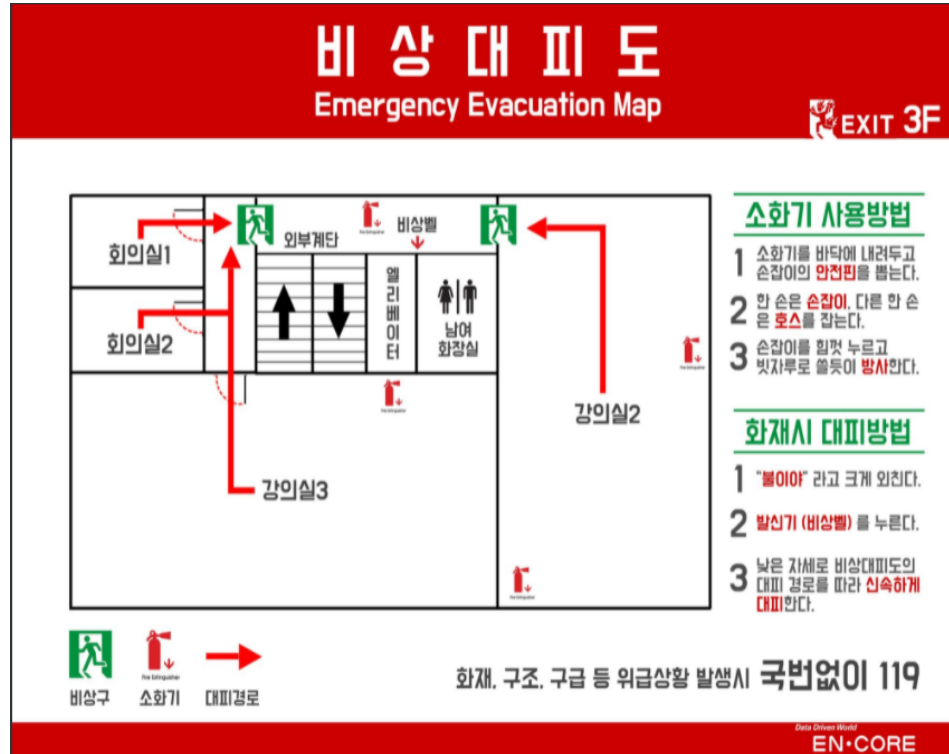 비상대피도
Emergency Evacuation Map
EXIT 3F
회의실1
회의실2
외부계단
비상벨
엘리베이터
남여
화장실
강의실2
강의실3
소화기 사용방법
1 소화기를 바닥에 내려두고
손잡이의 안전핀을 뽑는다.
2 한 손은 손잡이, 다른 한 손
은 호스를 잡는다.
3 손잡이를 힘껏 누르고
빗자루로 쓸듯이 방사한다.
화재시 대피방법
1 "불이야" 라고 크게 외친다.
2 발신기 (비상벨) 를 누른다.
3 낮은 자세로 비상대피도의
대피 경로를 따라 신속하게
대피한다.
비상구
Fire Extinguisher
소화기
대피경로
화재, 구조, 구급 등 위급상황 발생시 국번없이 119
Data Driven World
EN-CORE